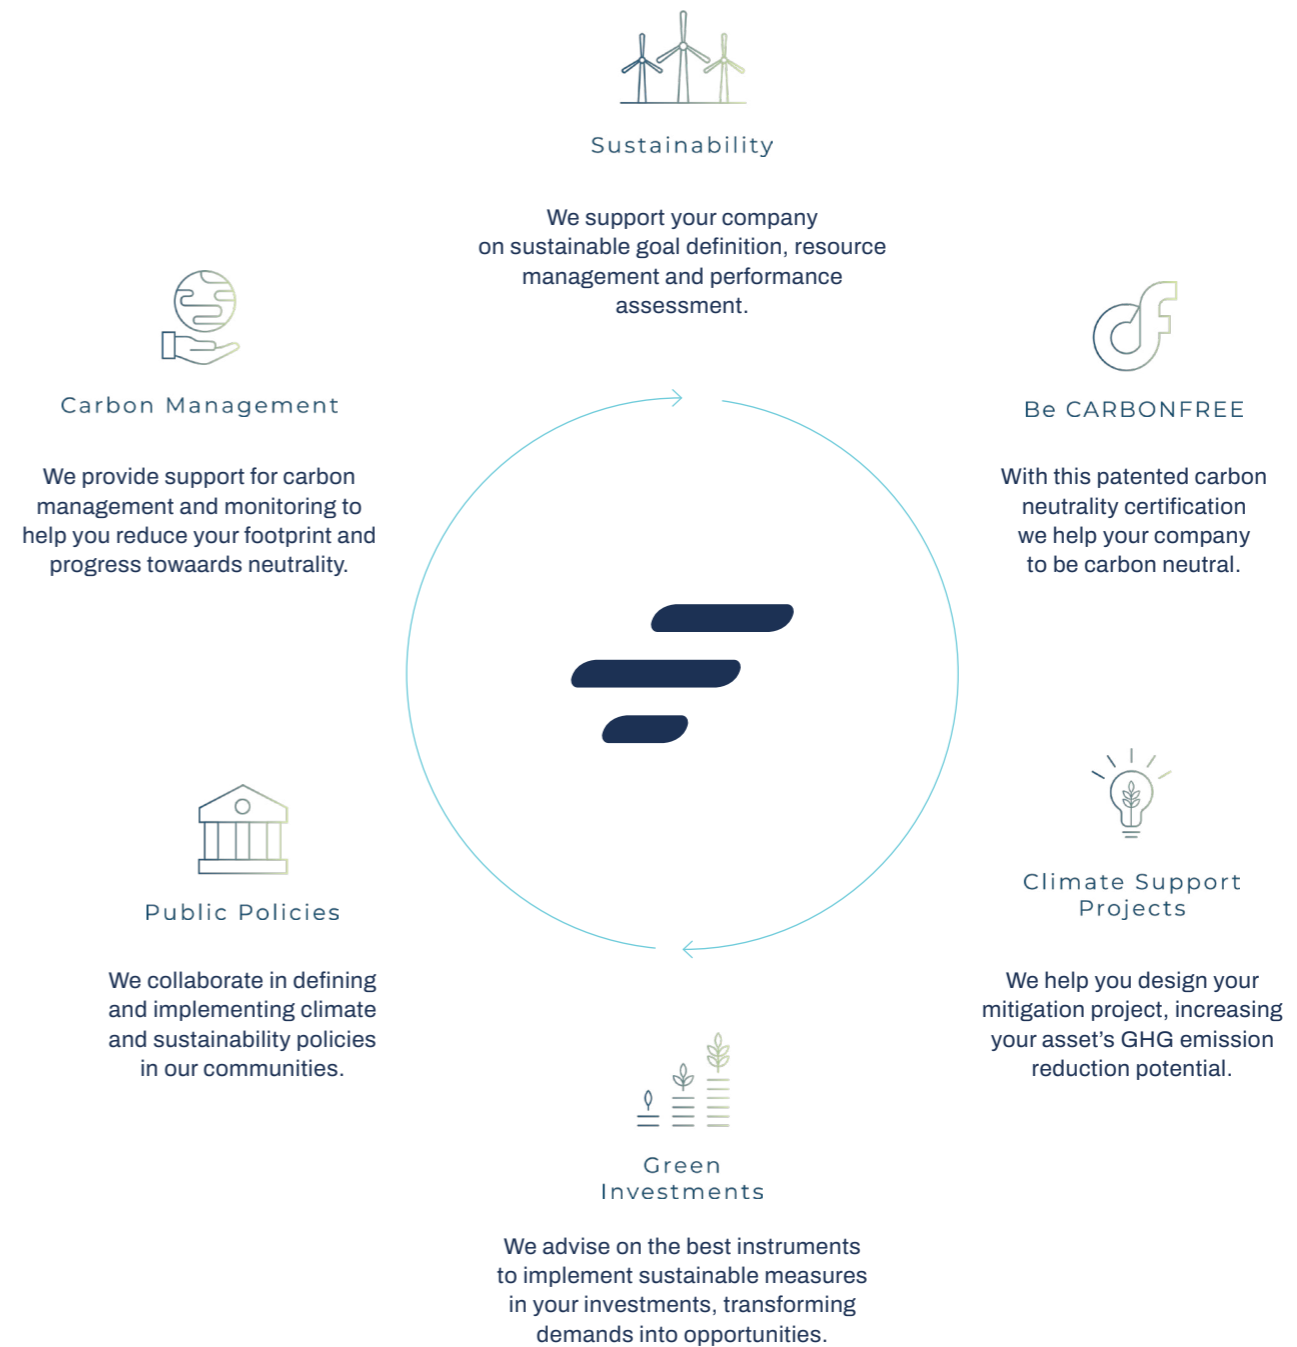 Sustainability
We support your company
on sustainable goal definition, resource
management and performance
assessment.
Carbon Management
We provide support for carbon
management and monitoring to
help you reduce your footprint and
progress towaards neutrality.
Be CARBONFREE
With this patented carbon
neutrality certification
we help your company
to be carbon neutral.
Public Policies
We collaborate in defining
and implementing climate
and sustainability policies
in our communities.
Climate Support
Projects
We help you design your
mitigation project, increasing
your asset’s GHG emission
reduction potential.
Green
Investments
We advise on the best instruments
to implement sustainable measures
in your investments, transforming
demands into opportunities.